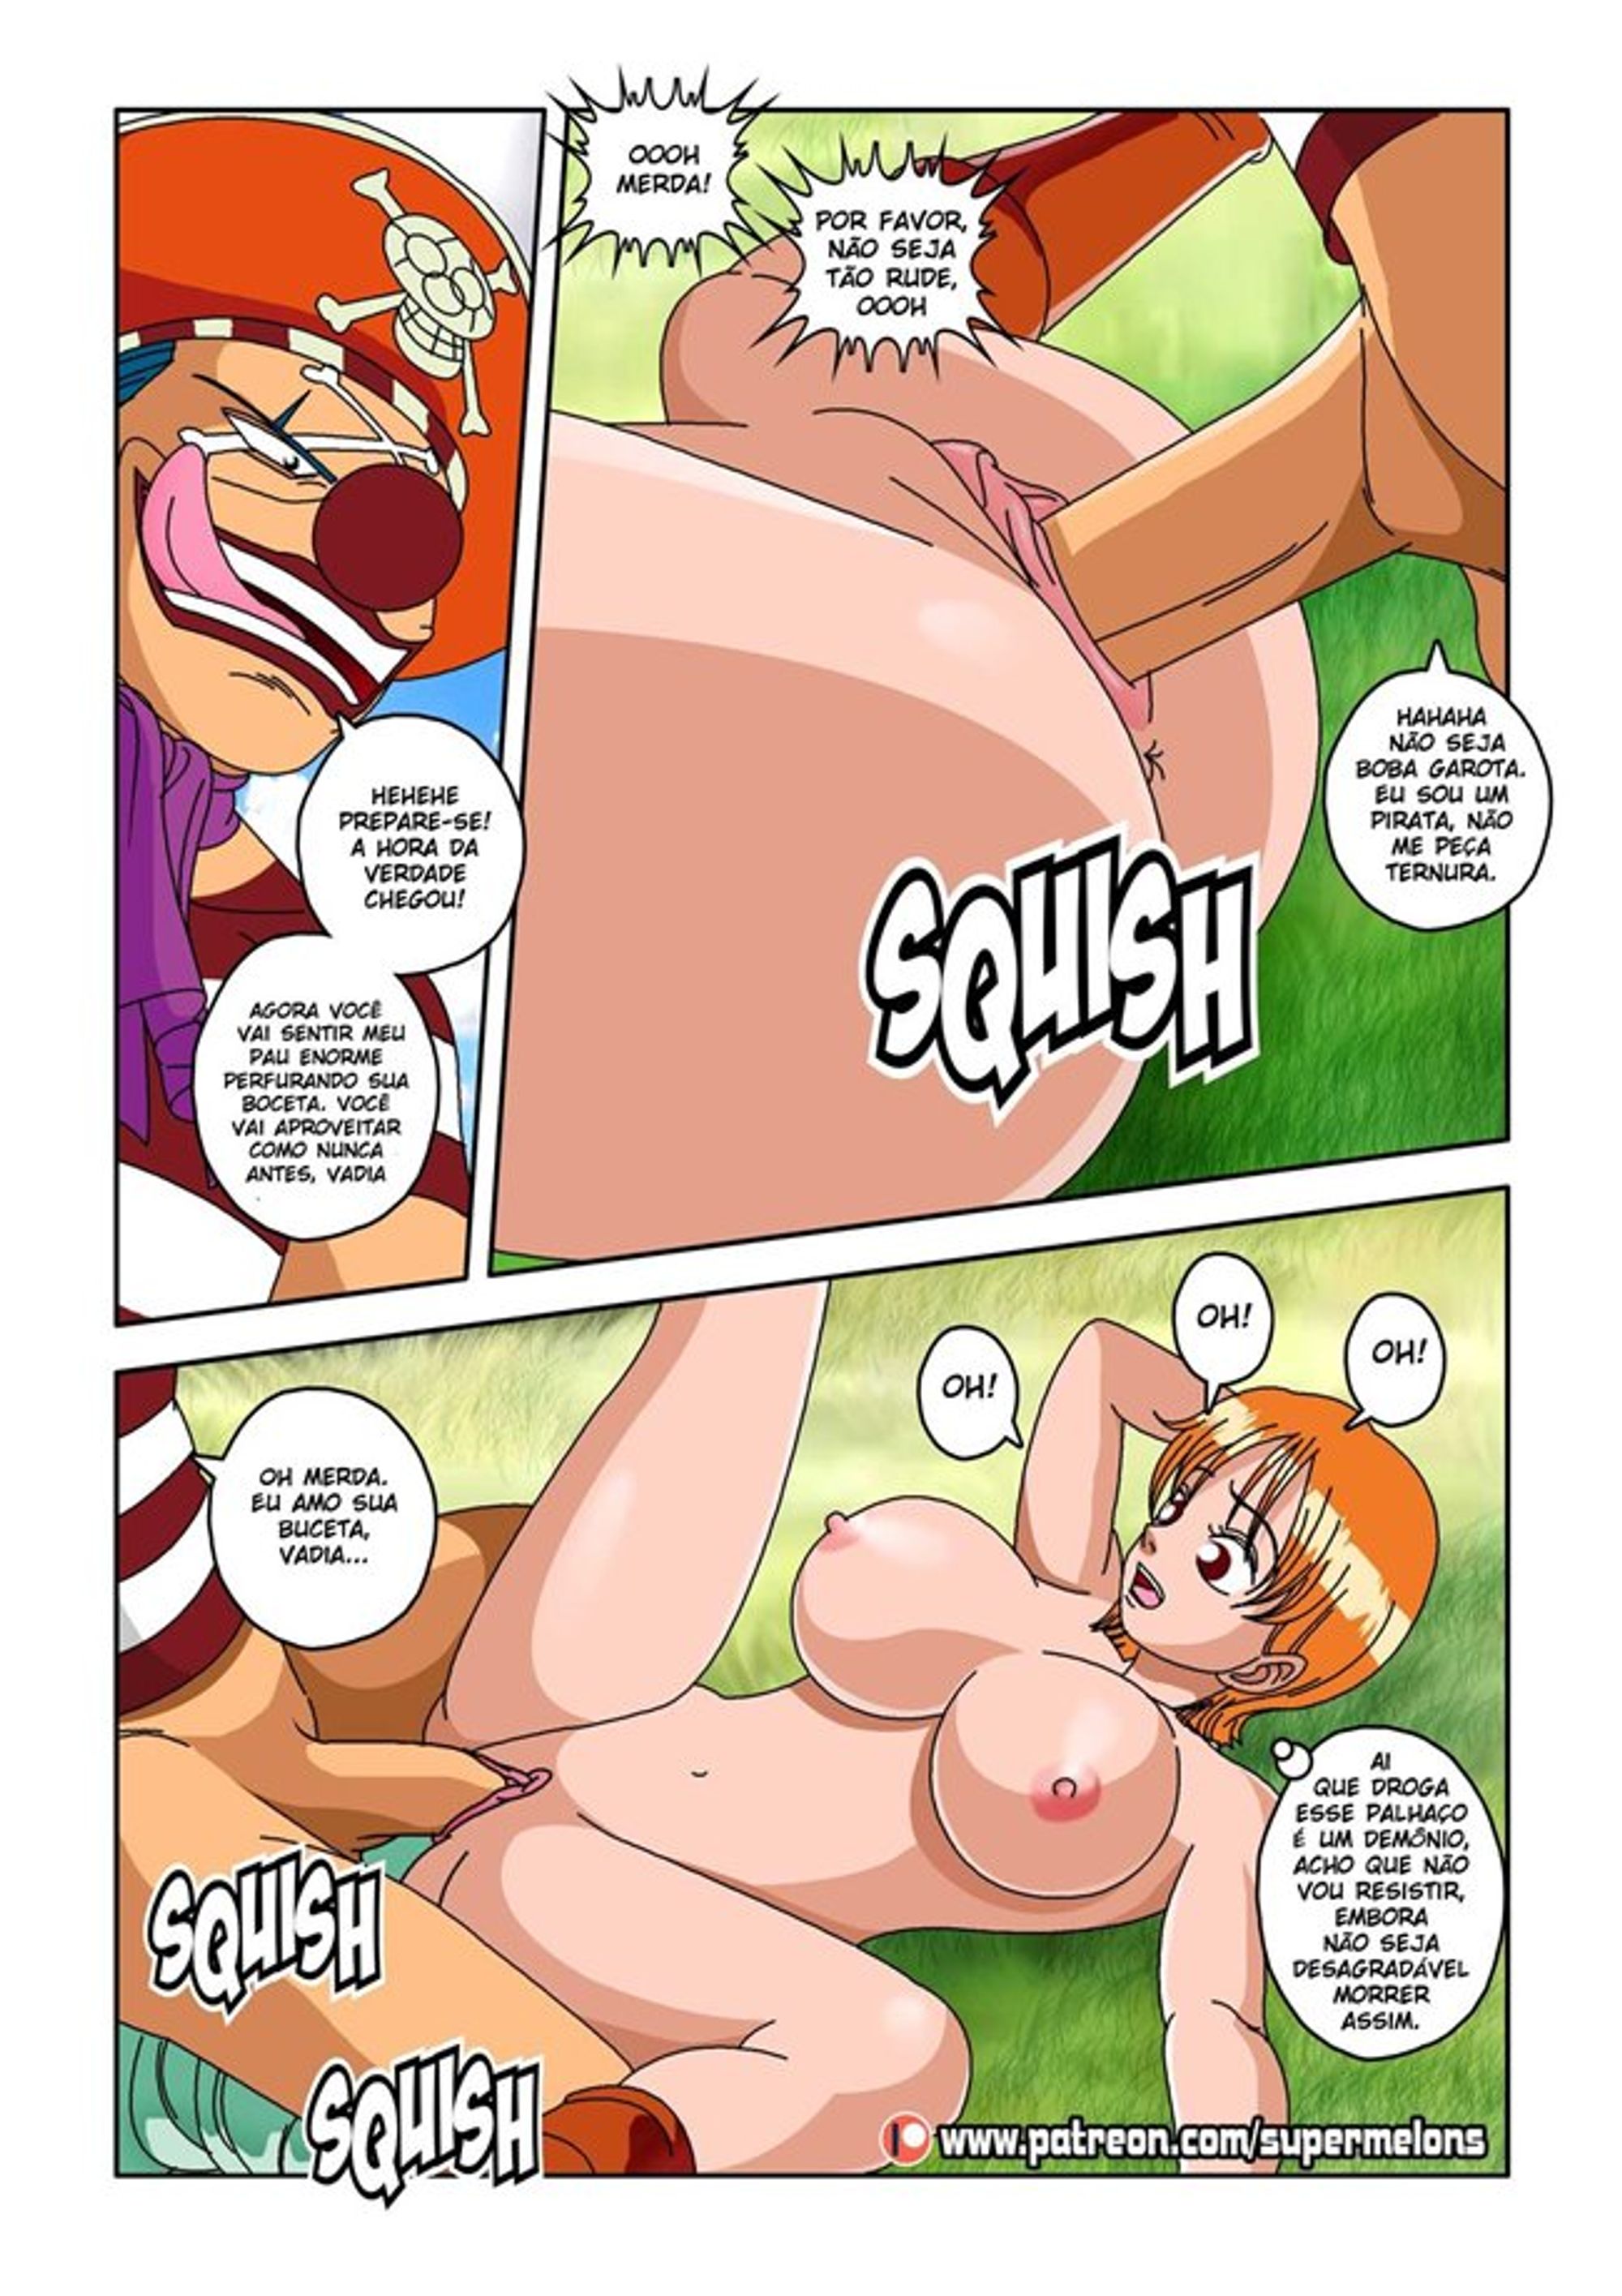 OOOH
MERDA!
POR FAVOR,
NÃO SEJA
TÃO RUDE,
OOOH
HEHEHE
PREPARE-SE!
A HORA DA
VERDADE
CHEGOU!
AGORA VOCÊ
VAI SENTIR MEU
PAU ENORME
PERFURANDO SUA
BOCETA. VOCÊ
VAI APROVEITAR
COMO NUNCA
ANTES, VADIA
HAHAHA
NÃO SEJA
BOBA GAROTA.
EU SOU UM
PIRATA, NÃO
ME PEÇA
TERNURA.
SQUISH
OH!
OH!
OH!
OH MERDA.
EU AMO SUA
BUCETA,
VADIA...
AI
QUE DROGA
ESSE PALHAÇO
É UM DEMÔNIO,
ACHO QUE NÃO
VOU RESISTIR,
EMBORA
NÃO SEJA
DESAGRADÁVEL
MORRER
ASSIM.
SQUISH
SQUISH
www.patreon.com/supermelons